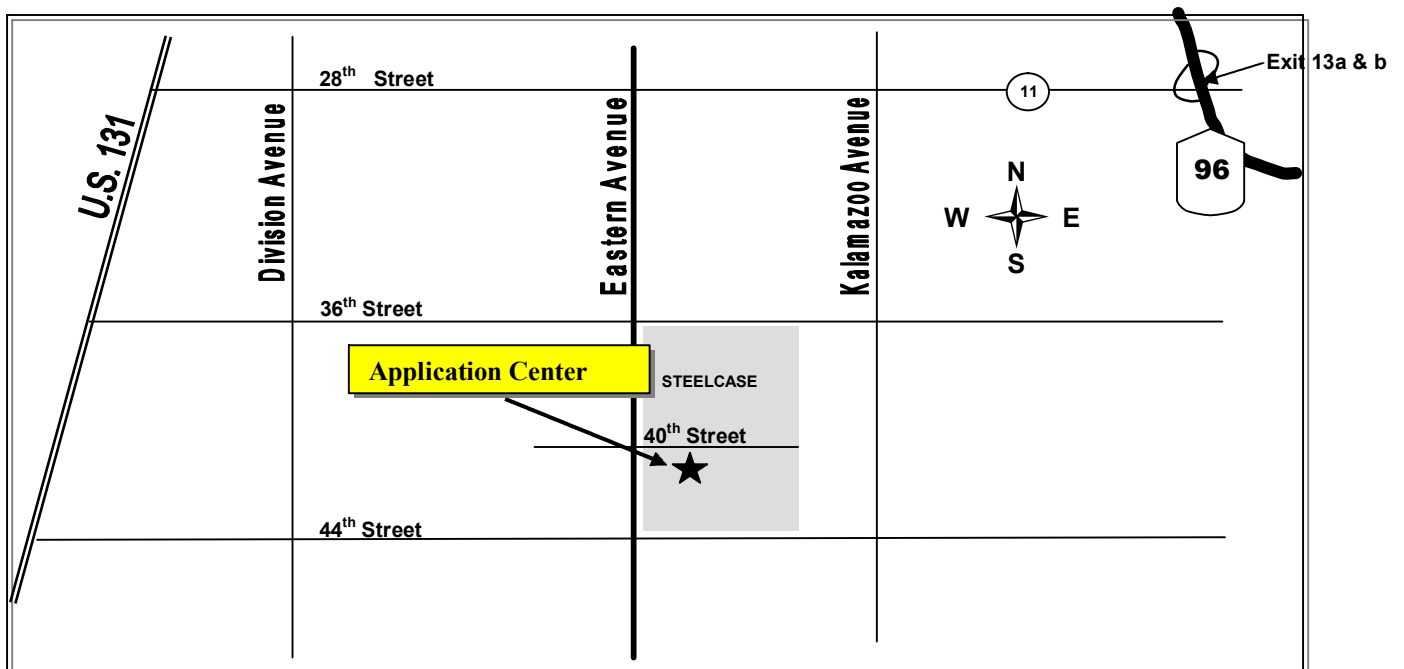 28th Street
11
Exit 13a & b
U.S. 131
Division Avenue
Eastern Avenue
Kalamazoo Avenue
96
N
W E
S
36th Street
Application Center
STEELCASE
40th Street
44th Street